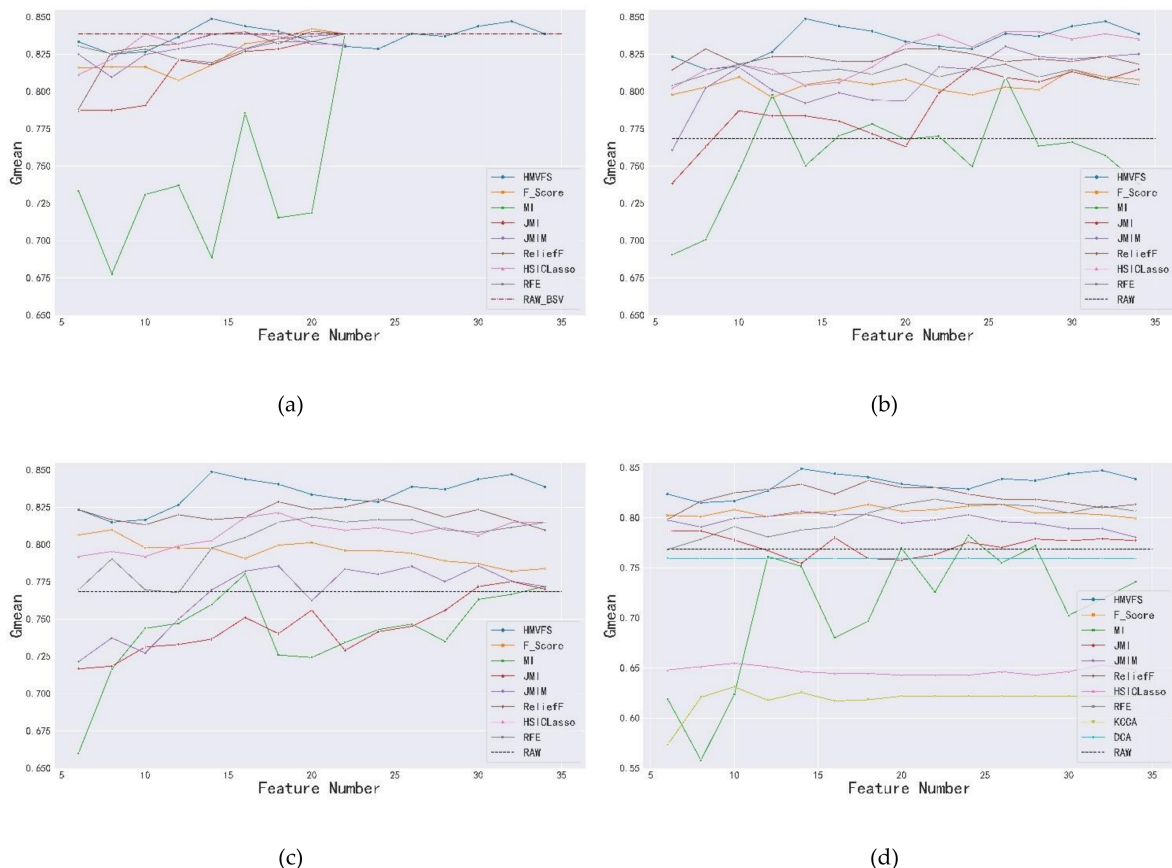 0.850
0.825
0.800
0.775
0.750
0.725
0.700
0.675
0.650
Gmean
5 10 15 20 25 30 35
Feature Number
HMVFS
F_Score
MI
JMI
JMIM
ReliefF
HSICLasso
RFE
RAW_BSV
(a)
0.850
0.825
0.800
0.775
0.750
0.725
0.700
0.675
0.650
Gmean
5 10 15 20 25 30 35
Feature Number
HMVFS
F_Score
MI
JMI
JMIM
ReliefF
HSICLasso
RFE
RAW
(b)
0.850
0.825
0.800
0.775
0.750
0.725
0.700
0.675
0.650
Gmean
5 10 15 20 25 30 35
Feature Number
HMVFS
F_Score
MI
JMI
JMIM
ReliefF
HSICLasso
RFE
RAW
(c)
0.85
0.80
0.75
0.70
0.65
0.60
0.55
Gmean
5 10 15 20 25 30 35
Feature Number
HMVFS
F_Score
MI
JMI
JMIM
ReliefF
HSICLasso
RFE
KCCA
DCA
RAW
(d)